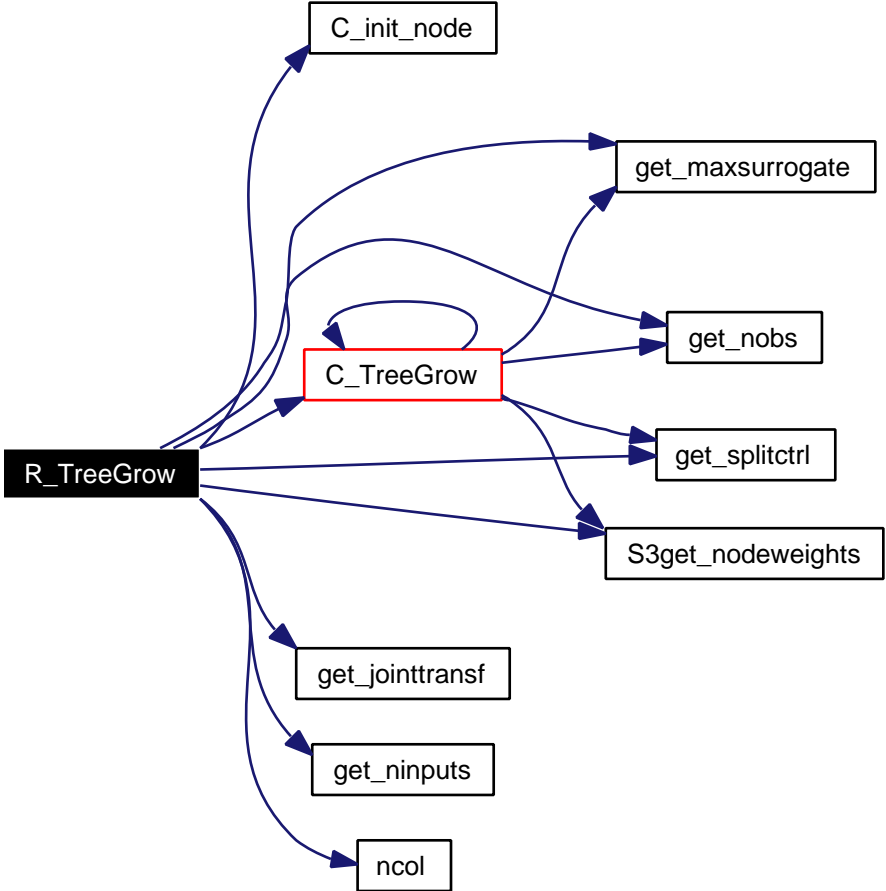 C_init_node
get_maxsurrogate
get_nobs
C_TreeGrow
get_splitctrl
R_TreeGrow
S3get_nodeweights
get_jointtransf
get_ninputs
ncol